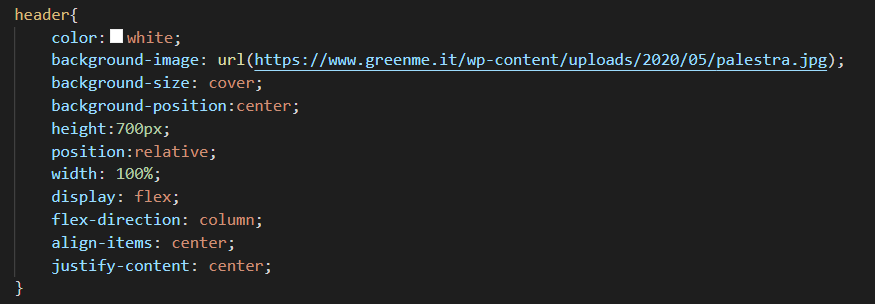 header{
color: white;
background-image: url(https://www.greenme.it/wp-content/uploads/2020/05/palestra.jpg);
background-size: cover;
background-position:center;
height:700px;
position:relative;
width: 100%;
display: flex;
flex-direction: column;
align-items: center;
justify-content: center;
}